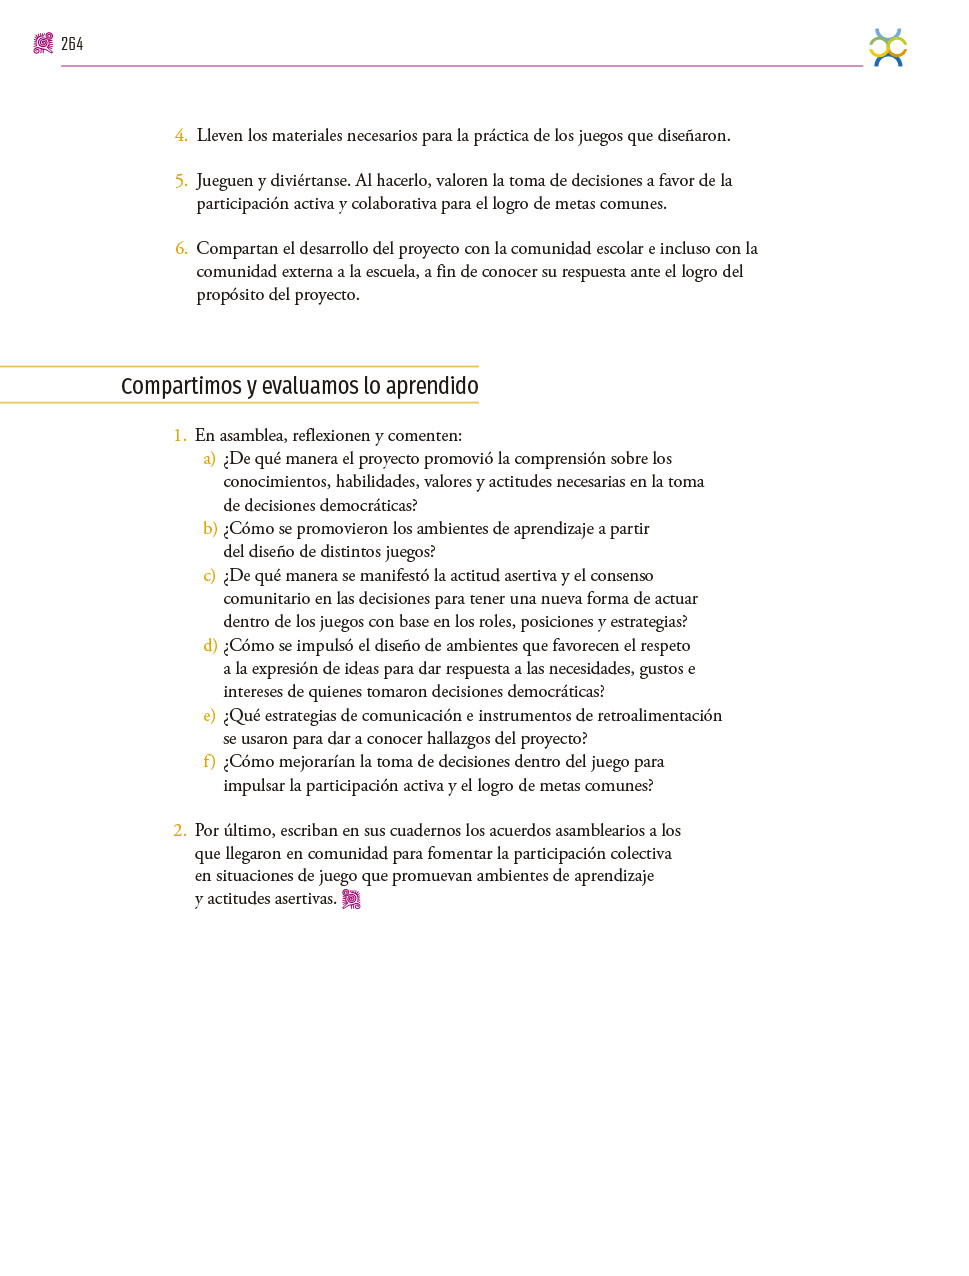 264
4. Lleven los materiales necesarios para la práctica de los juegos que diseñaron.
5. Jueguen y diviértanse. Al hacerlo, valoren la toma de decisiones a favor de la
participación activa y colaborativa para el logro de metas comunes.
6. Compartan el desarrollo del proyecto con la comunidad escolar e incluso con la
comunidad externa a la escuela, a fin de conocer su respuesta ante el logro del
propósito del proyecto.
Compartimos y evaluamos lo aprendido
1. En asamblea, reflexionen y comenten:
a) ¿De qué manera el proyecto promovió la comprensión sobre los
conocimientos, habilidades, valores y actitudes necesarias en la toma
de decisiones democráticas?
b) ¿Cómo se promovieron los ambientes de aprendizaje a partir
del diseño de distintos juegos?
c) ¿De qué manera se manifestó la actitud asertiva y el consenso
comunitario en las decisiones para tener una nueva forma de actuar
dentro de los juegos con base en los roles, posiciones y estrategias?
d) ¿Cómo se impulsó el diseño de ambientes que favorecen el respeto
a la expresión de ideas para dar respuesta a las necesidades, gustos e
intereses de quienes tomaron decisiones democráticas?
e) ¿Qué estrategias de comunicación e instrumentos de retroalimentación
se usaron para dar a conocer hallazgos del proyecto?
f) ¿Cómo mejorarían la toma de decisiones dentro del juego para
impulsar la participación activa y el logro de metas comunes?
2. Por último, escriban en sus cuadernos los acuerdos asamblearios a los
que llegaron en comunidad para fomentar la participación colectiva
en situaciones de juego que promuevan ambientes de aprendizaje
y actitudes asertivas.